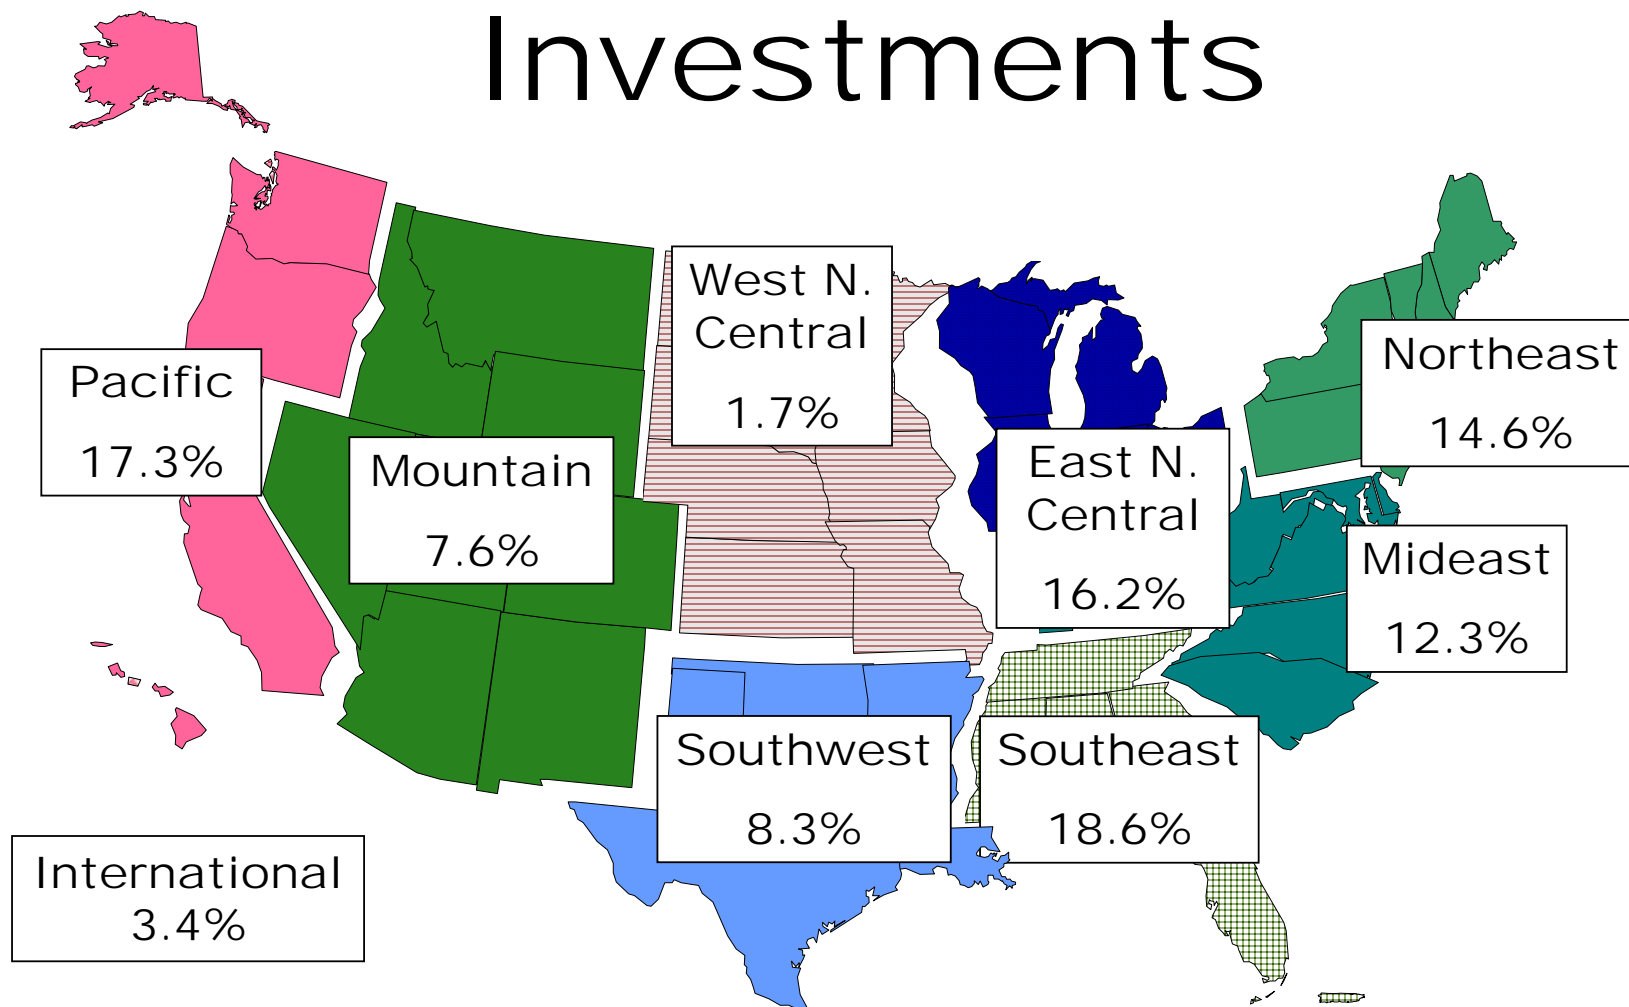 Investments
West N.
Central
1.7%
Northeast
14.6%
Pacific
17.3%
Mountain
7.6%
East N.
Central
16.2%
Mideast
12.3%
Southwest
8.3%
Southeast
18.6%
International
3.4%